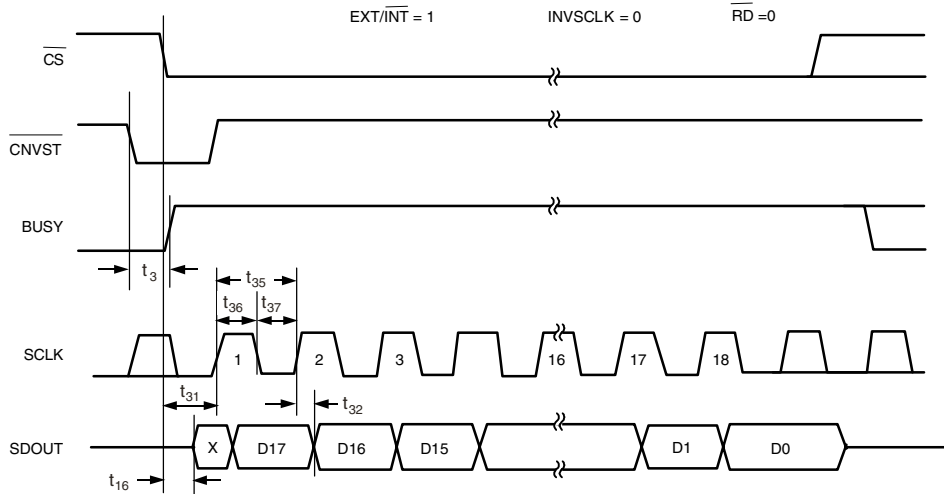 EXT/INT = 1 INVSCLK = 0 RD =0
CS
CNVST
BUSY
t3
t35
t36 t37
SCLK 1 2 3 16 17 18
t31
t32
SDOUT X D17 D16 D15 D1 D0
t16